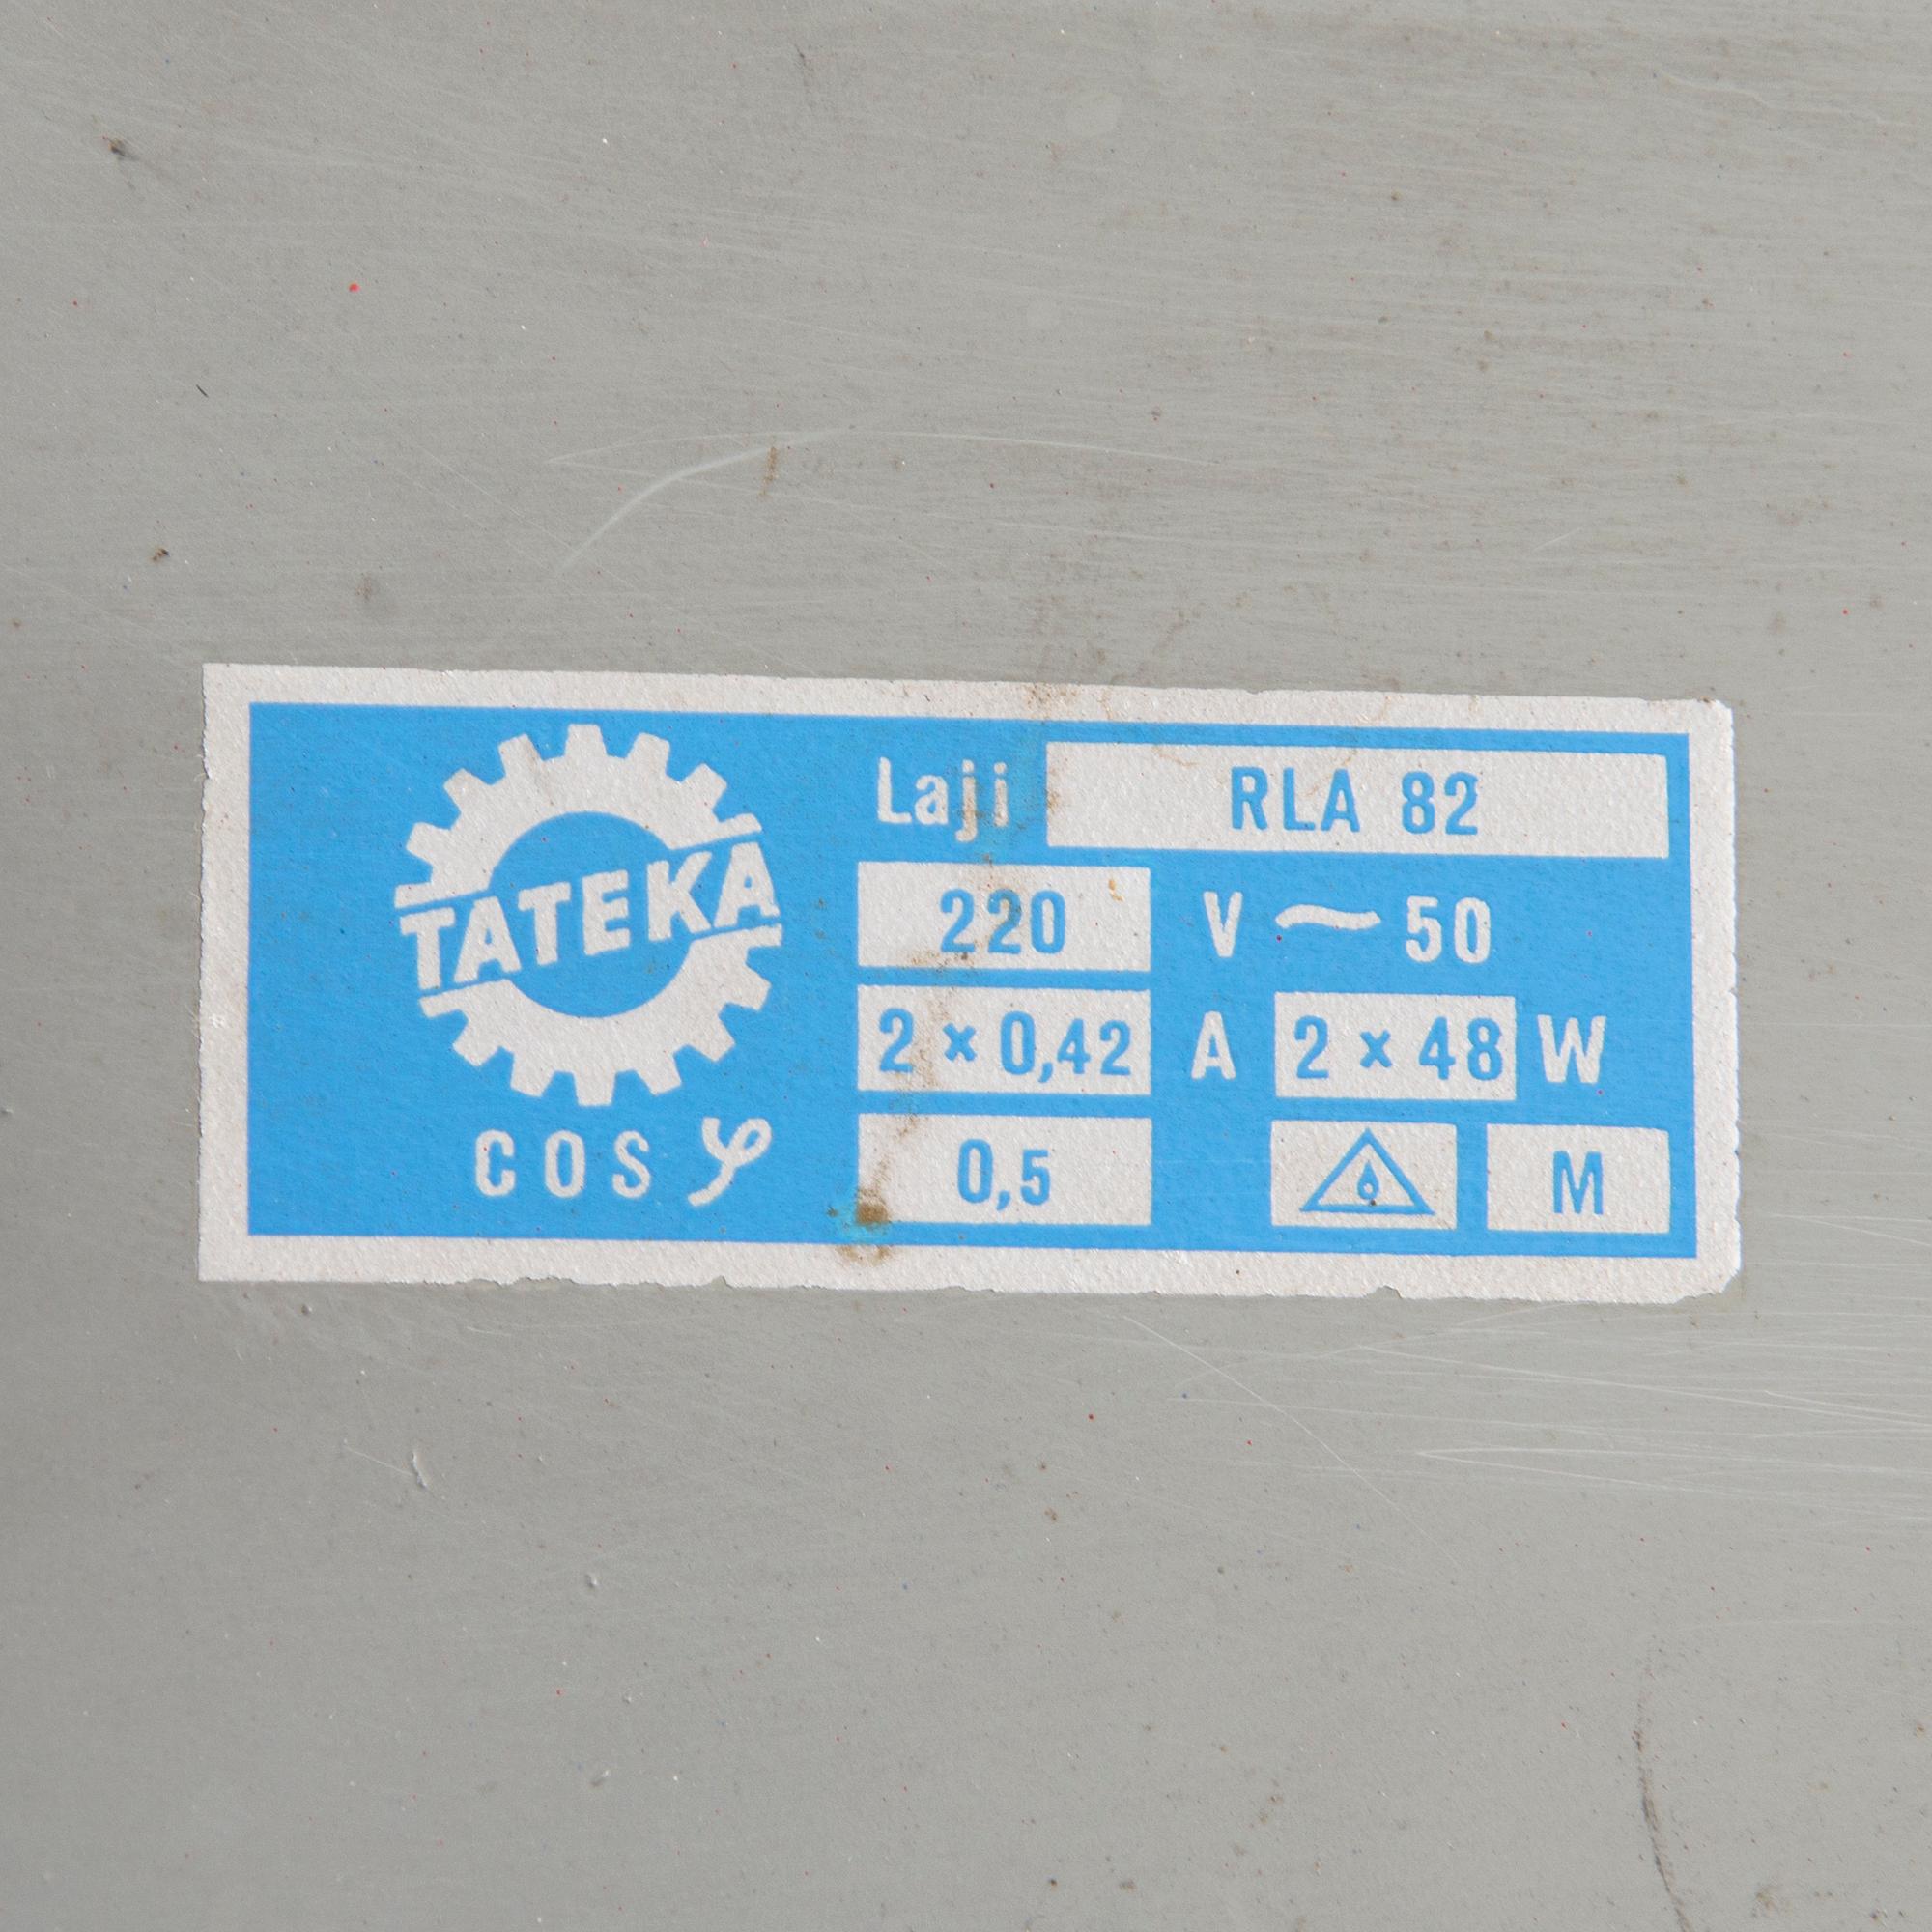 TATEKA
Laji RLA 82
220 V ~ 50
2 × 0,42 A 2 × 48 W
cos φ 0,5 M